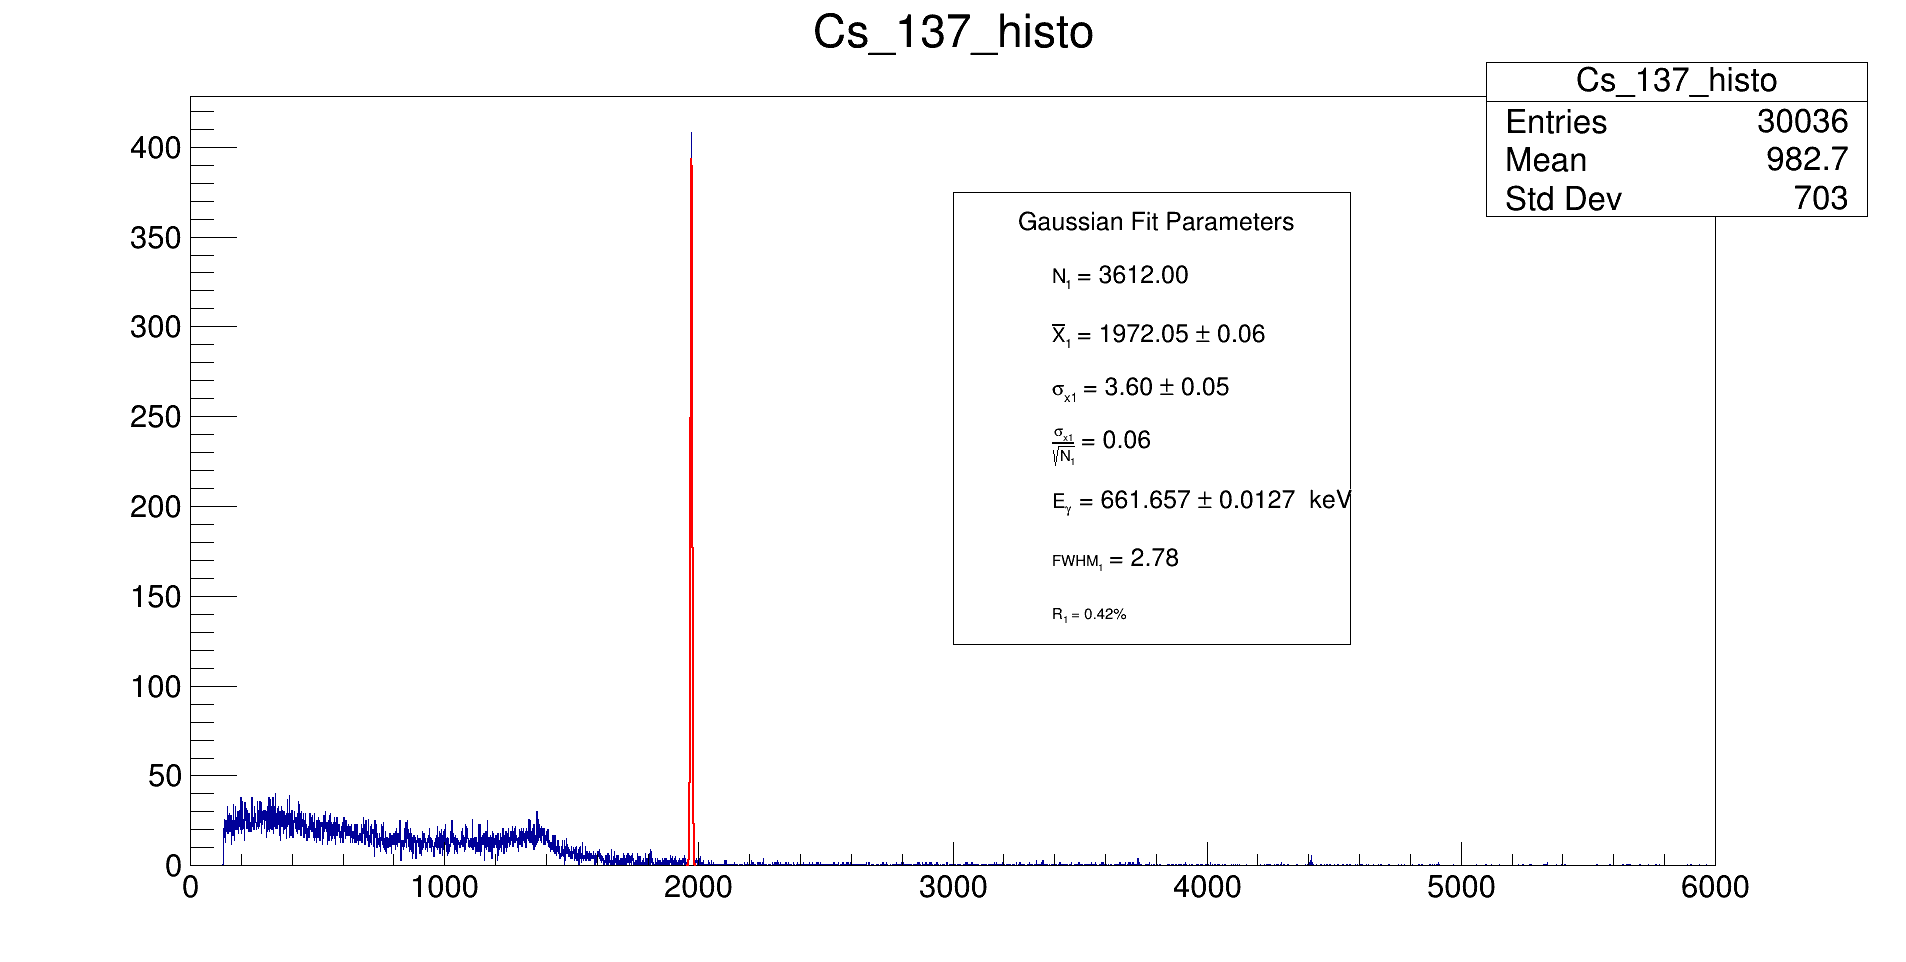 Cs_137_histo
Cs_137_histo
Entries 30036
Mean 982.7
Std Dev 703
Gaussian Fit Parameters
N₁ = 3612.00
X̅₁ = 1972.05 ± 0.06
σₓ₁ = 3.60 ± 0.05
σₓ₁/√N₁ = 0.06
Eᵧ = 661.657 ± 0.0127 keV
FWHM₁ = 2.78
R₁ = 0.42%
400
350
300
250
200
150
100
50
0
0 1000 2000 3000 4000 5000 6000